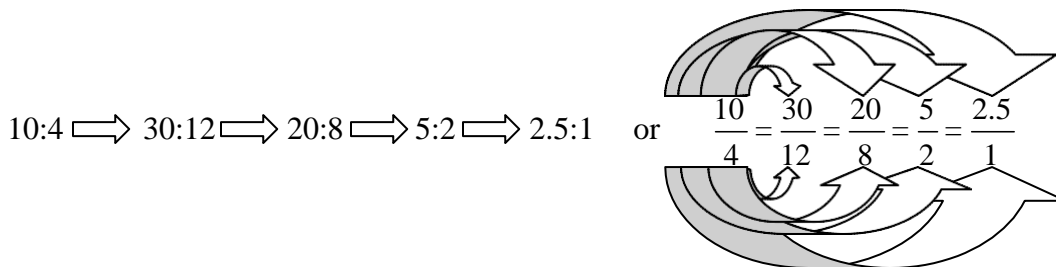 10:4 ⇒ 30:12 ⇒ 20:8 ⇒ 5:2 ⇒ 2.5:1 or 10/4 = 30/12 = 20/8 = 5/2 = 2.5/1